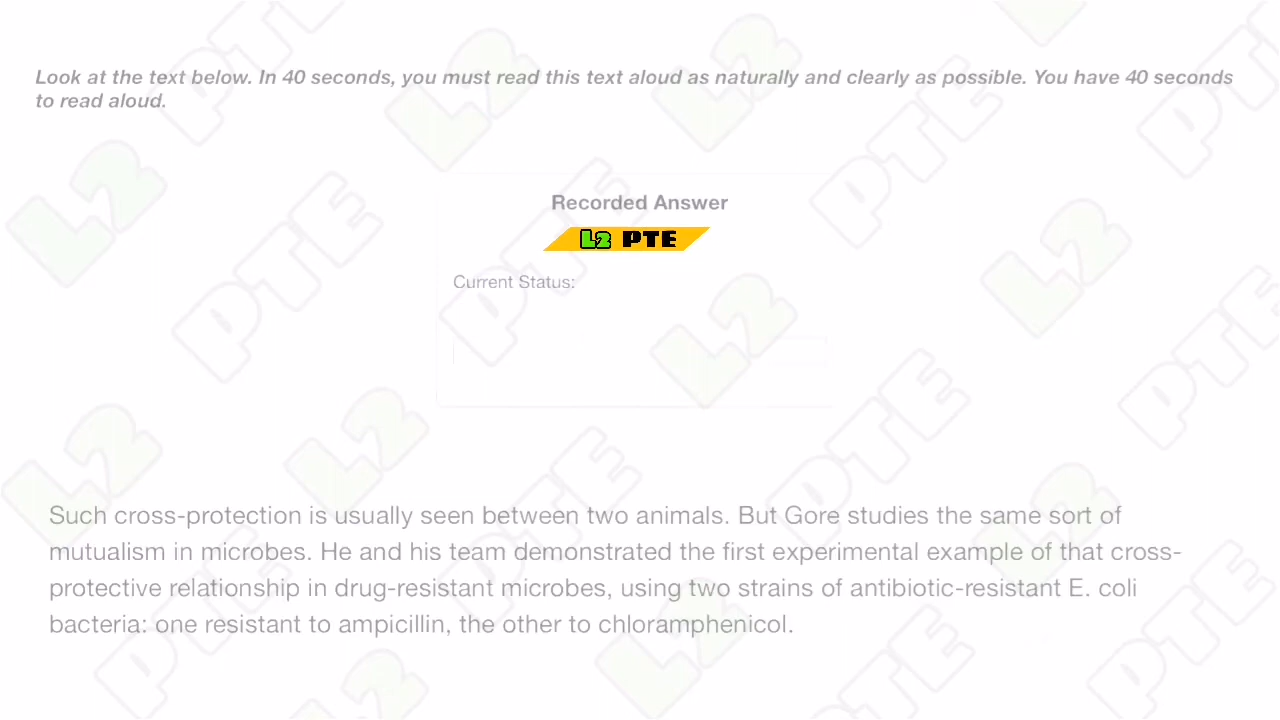 Look at the text below. In 40 seconds, you must read this text aloud as naturally and clearly as possible. You have 40 seconds
to read aloud.
Recorded Answer
L2 PTE
Current Status:
Such cross-protection is usually seen between two animals. But Gore studies the same sort of
mutualism in microbes. He and his team demonstrated the first experimental example of that cross-
protective relationship in drug-resistant microbes, using two strains of antibiotic-resistant E. coli
bacteria: one resistant to ampicillin, the other to chloramphenicol.